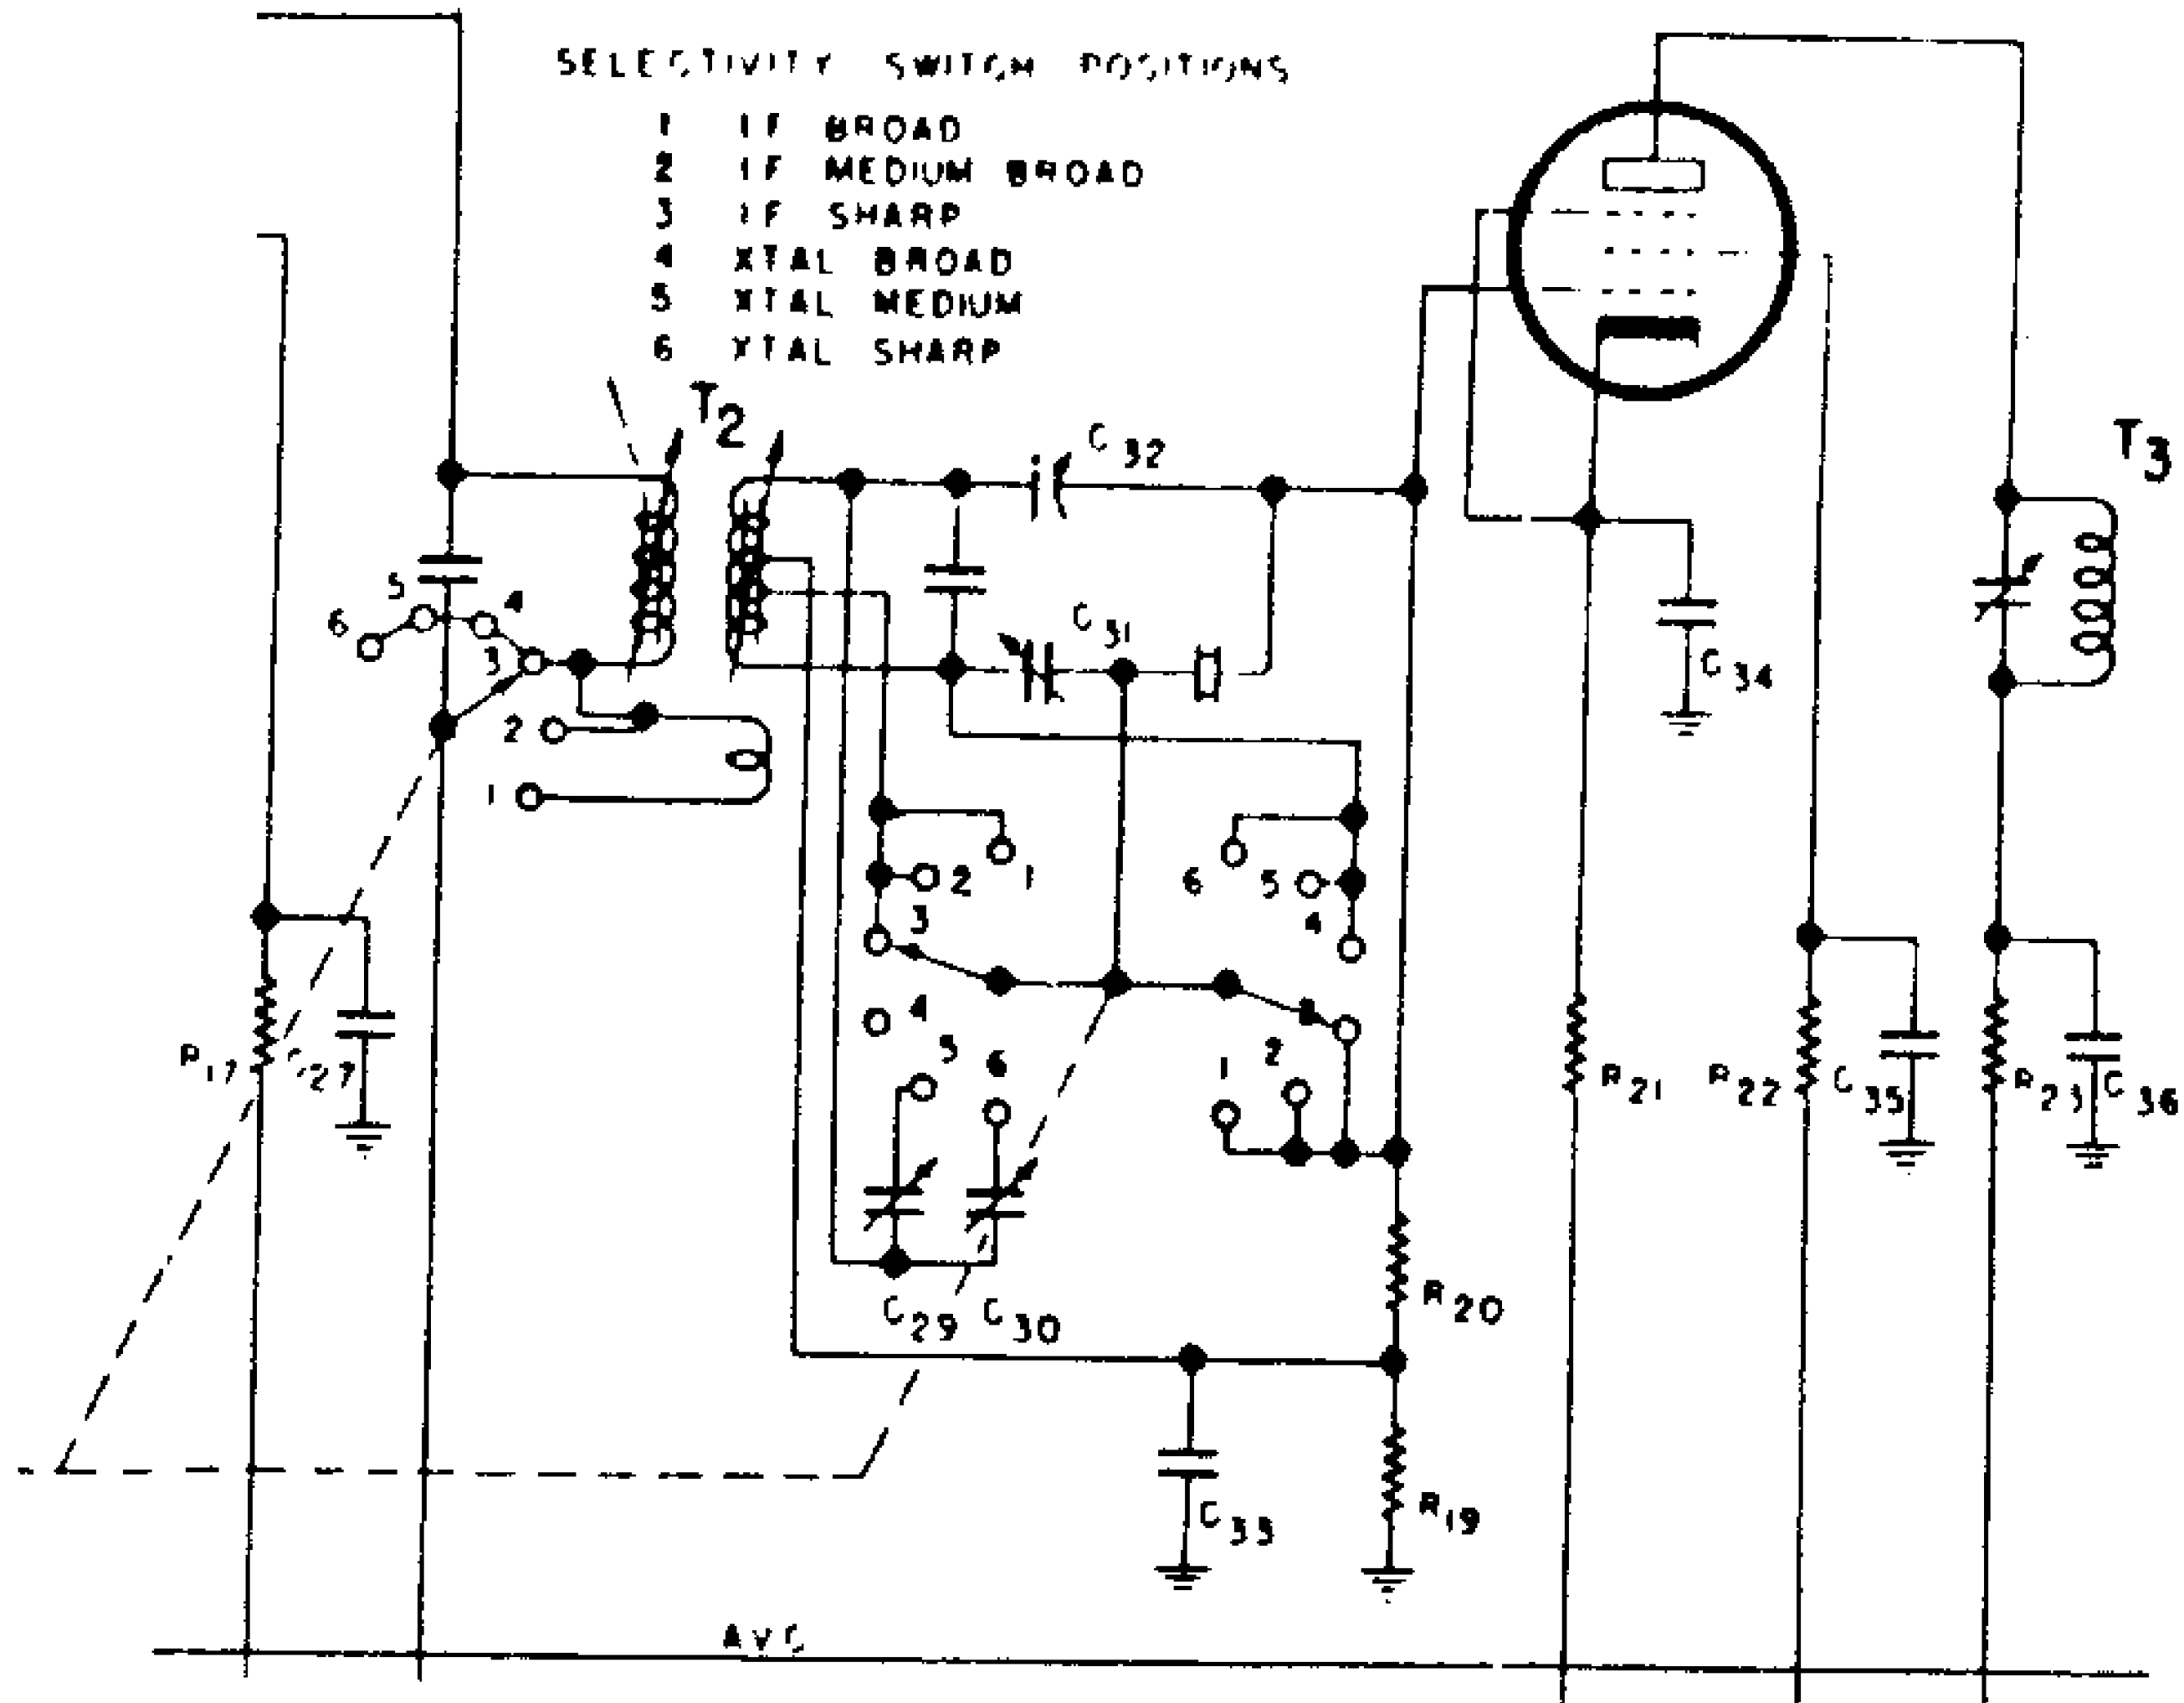 SELECTIVITY SWITCH POSITIONS
1 IF BROAD
2 IF MEDIUM BROAD
3 IF SHARP
4 XTAL BROAD
5 XTAL MEDIUM
6 XTAL SHARP
T2
C32
T3
5
4
6
3
C31
C34
2
1
2
1
6
5
3
4
4
3
5
6
2
1
R17
C27
R21
R22
C35
R23
C36
R20
C29
C30
R19
C33
AVC